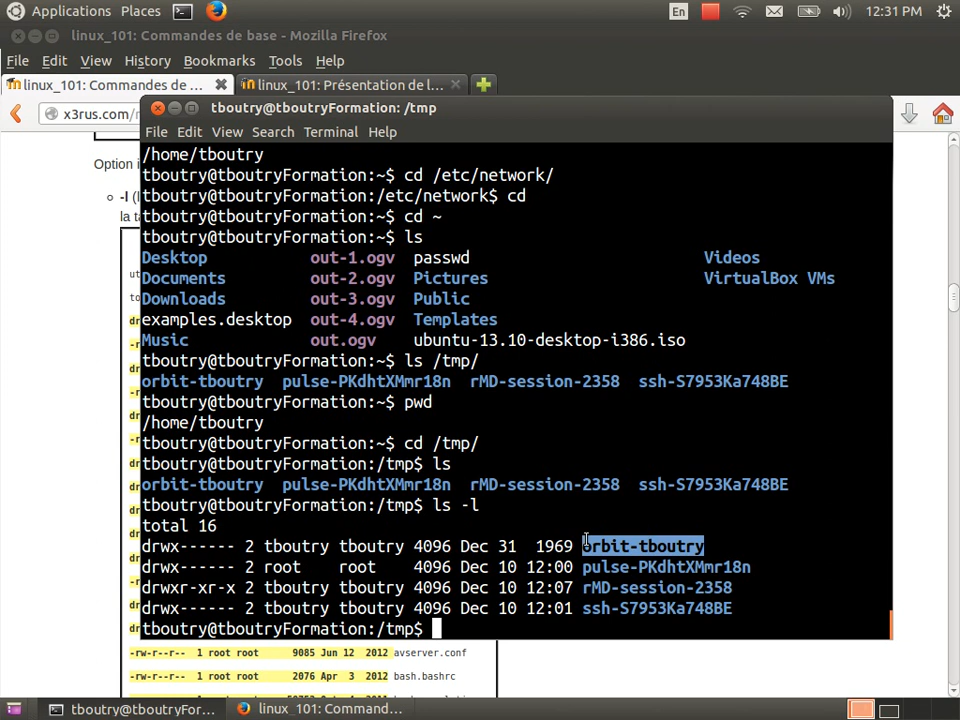 Applications Places En 12:31 PM
linux_101: Commandes de base - Mozilla Firefox
File Edit View History Bookmarks Tools Help
linux_101: Commandes de ... linux_101: Présentation de l...
x3rus.com/
tboutry@tboutryFormation: /tmp
File Edit View Search Terminal Help
Option i
-l (l
la ta
/home/tboutry
tboutry@tboutryFormation:~$ cd /etc/network/
tboutry@tboutryFormation:/etc/network$ cd
tboutry@tboutryFormation:~$ cd ~
tboutry@tboutryFormation:~$ ls
Desktop out-1.ogv passwd Videos
Documents out-2.ogv Pictures VirtualBox VMs
Downloads out-3.ogv Public
examples.desktop out-4.ogv Templates
Music out.ogv ubuntu-13.10-desktop-i386.iso
tboutry@tboutryFormation:~$ ls /tmp/
orbit-tboutry pulse-PKdhtXMmr18n rMD-session-2358 ssh-S7953Ka748BE
tboutry@tboutryFormation:~$ pwd
/home/tboutry
tboutry@tboutryFormation:~$ cd /tmp/
tboutry@tboutryFormation:/tmp$ ls
orbit-tboutry pulse-PKdhtXMmr18n rMD-session-2358 ssh-S7953Ka748BE
tboutry@tboutryFormation:/tmp$ ls -l
total 16
drwx------ 2 tboutry tboutry 4096 Dec 31 1969 orbit-tboutry
drwx------ 2 root root 4096 Dec 10 12:00 pulse-PKdhtXMmr18n
drwxr-xr-x 2 tboutry tboutry 4096 Dec 10 12:07 rMD-session-2358
drwx------ 2 tboutry tboutry 4096 Dec 10 12:01 ssh-S7953Ka748BE
tboutry@tboutryFormation:/tmp$
-rw-r--r-- 1 root root 9085 Jun 12 2012 avserver.conf
-rw-r--r-- 1 root root 2076 Apr 3 2012 bash.bashrc
tboutry@tboutryFor... linux_101: Command...